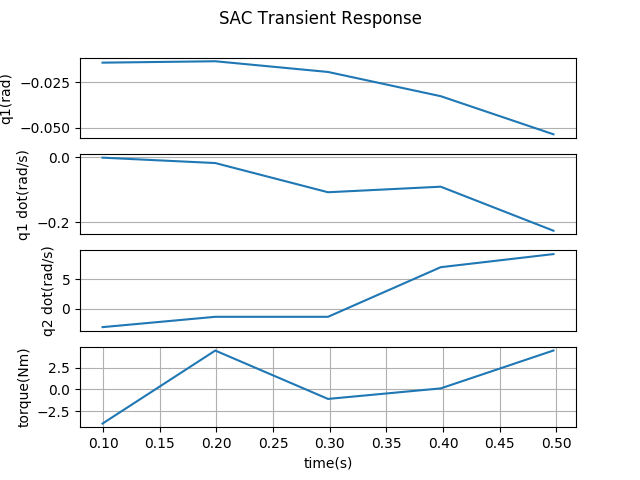 SAC Transient Response
q1(rad)
−0.025
−0.050
q1 dot(rad/s)
0.0
−0.2
q2 dot(rad/s)
5
0
torque(Nm)
2.5
0.0
−2.5
0.10 0.15 0.20 0.25 0.30 0.35 0.40 0.45 0.50
time(s)